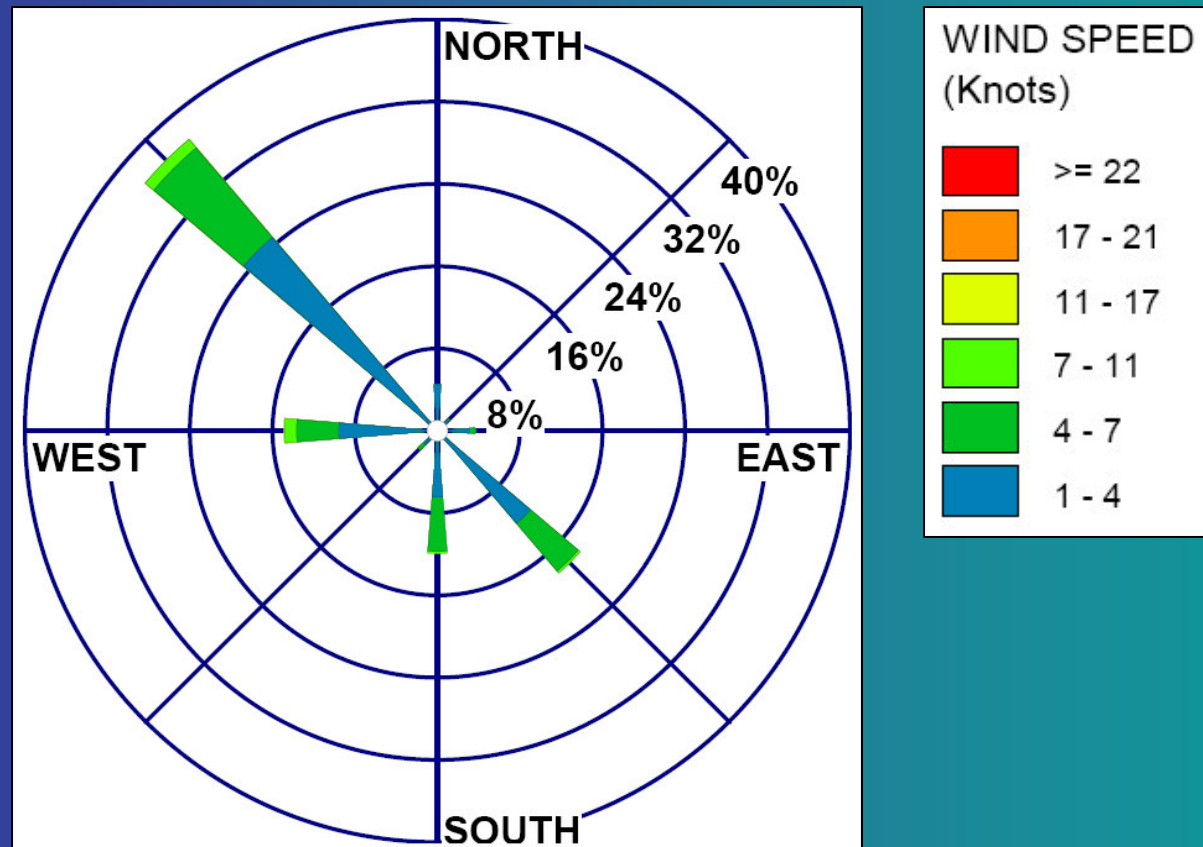 NORTH
40%
32%
24%
16%
8%
WEST
EAST
SOUTH
WIND SPEED
(Knots)
>= 22
17 - 21
11 - 17
7 - 11
4 - 7
1 - 4